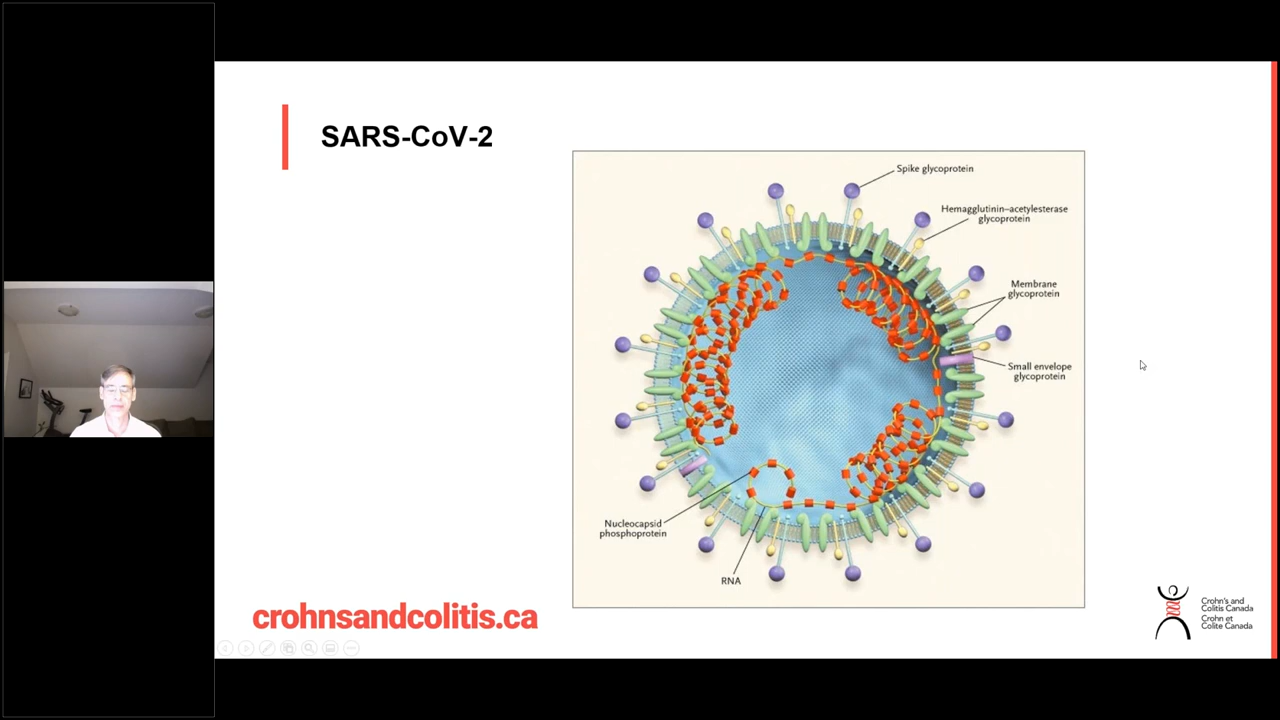 SARS-CoV-2
Spike glycoprotein
Hemagglutinin–acetylesterase
glycoprotein
Membrane
glycoprotein
Small envelope
glycoprotein
Nucleocapsid
phosphoprotein
RNA
crohnsandcolitis.ca
Crohn's and
Colitis Canada
Crohn et
Colite Canada